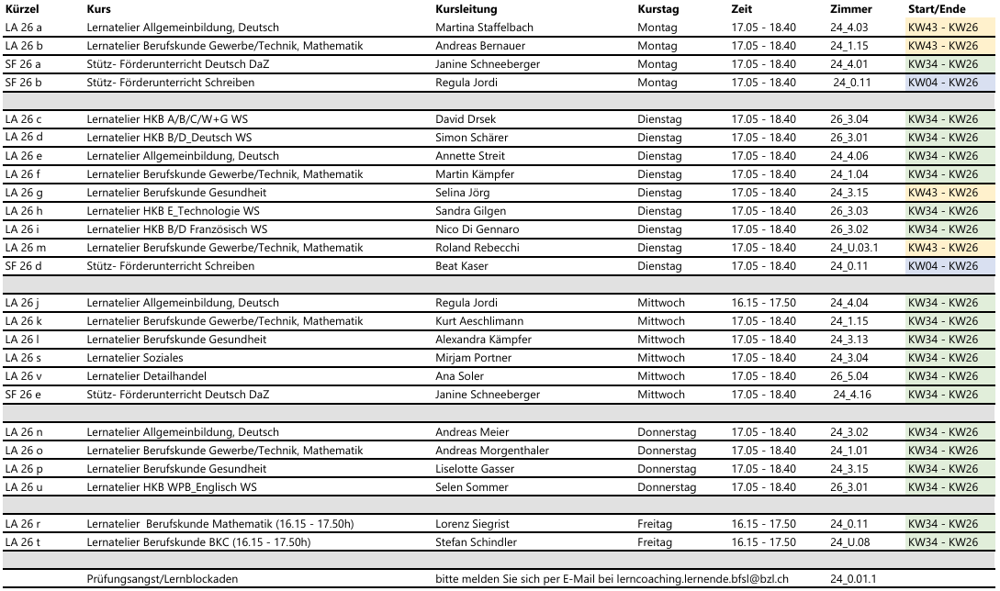 Kürzel Kurs Kursleitung Kurstag Zeit Zimmer Start/Ende
LA 26 a Lernatelier Allgemeinbildung, Deutsch Martina Staffelbach Montag 17.05 - 18.40 24_4.03 KW43 - KW26
LA 26 b Lernatelier Berufskunde Gewerbe/Technik, Mathematik Andreas Bernauer Montag 17.05 - 18.40 24_1.15 KW43 - KW26
SF 26 a Stütz- Förderunterricht Deutsch DaZ Janine Schneeberger Montag 17.05 - 18.40 24_4.01 KW34 - KW26
SF 26 b Stütz- Förderunterricht Schreiben Regula Jordi Montag 17.05 - 18.40 24_0.11 KW04 - KW26
LA 26 c Lernatelier HKB A/B/C/W+G WS David Drsek Dienstag 17.05 - 18.40 26_3.04 KW34 - KW26
LA 26 d Lernatelier HKB B/D_Deutsch WS Simon Schärer Dienstag 17.05 - 18.40 26_3.01 KW34 - KW26
LA 26 e Lernatelier Allgemeinbildung, Deutsch Annette Streit Dienstag 17.05 - 18.40 24_4.06 KW34 - KW26
LA 26 f Lernatelier Berufskunde Gewerbe/Technik, Mathematik Martin Kämpfer Dienstag 17.05 - 18.40 24_1.04 KW34 - KW26
LA 26 g Lernatelier Berufskunde Gesundheit Selina Jörg Dienstag 17.05 - 18.40 24_3.15 KW43 - KW26
LA 26 h Lernatelier HKB E_Technologie WS Sandra Gilgen Dienstag 17.05 - 18.40 26_3.03 KW34 - KW26
LA 26 i Lernatelier HKB B/D Französisch WS Nico Di Gennaro Dienstag 17.05 - 18.40 26_3.02 KW34 - KW26
LA 26 m Lernatelier Berufskunde Gewerbe/Technik, Mathematik Roland Rebecchi Dienstag 17.05 - 18.40 24_U.03.1 KW43 - KW26
SF 26 d Stütz- Förderunterricht Schreiben Beat Kaser Dienstag 17.05 - 18.40 24_0.11 KW04 - KW26
LA 26 j Lernatelier Allgemeinbildung, Deutsch Regula Jordi Mittwoch 16.15 - 17.50 24_4.04 KW34 - KW26
LA 26 k Lernatelier Berufskunde Gewerbe/Technik, Mathematik Kurt Aeschlimann Mittwoch 17.05 - 18.40 24_1.15 KW34 - KW26
LA 26 l Lernatelier Berufskunde Gesundheit Alexandra Kämpfer Mittwoch 17.05 - 18.40 24_3.13 KW34 - KW26
LA 26 s Lernatelier Soziales Mirjam Portner Mittwoch 17.05 - 18.40 24_3.04 KW34 - KW26
LA 26 v Lernatelier Detailhandel Ana Soler Mittwoch 17.05 - 18.40 26_5.04 KW34 - KW26
SF 26 e Stütz- Förderunterricht Deutsch DaZ Janine Schneeberger Mittwoch 17.05 - 18.40 24_4.16 KW34 - KW26
LA 26 n Lernatelier Allgemeinbildung, Deutsch Andreas Meier Donnerstag 17.05 - 18.40 24_3.02 KW34 - KW26
LA 26 o Lernatelier Berufskunde Gewerbe/Technik, Mathematik Andreas Morgenthaler Donnerstag 17.05 - 18.40 24_1.01 KW34 - KW26
LA 26 p Lernatelier Berufskunde Gesundheit Liselotte Gasser Donnerstag 17.05 - 18.40 24_3.15 KW34 - KW26
LA 26 u Lernatelier HKB WPB_Englisch WS Selen Sommer Donnerstag 17.05 - 18.40 26_3.01 KW34 - KW26
LA 26 r Lernatelier Berufskunde Mathematik (16.15 - 17.50h) Lorenz Siegrist Freitag 16.15 - 17.50 24_0.11 KW34 - KW26
LA 26 t Lernatelier Berufskunde BKC (16.15 - 17.50h) Stefan Schindler Freitag 16.15 - 17.50 24_U.08 KW34 - KW26
Prüfungsangst/Lernblockaden bitte melden Sie sich per E-Mail bei lerncoaching.lernende.bfsl@bzl.ch 24_0.01.1